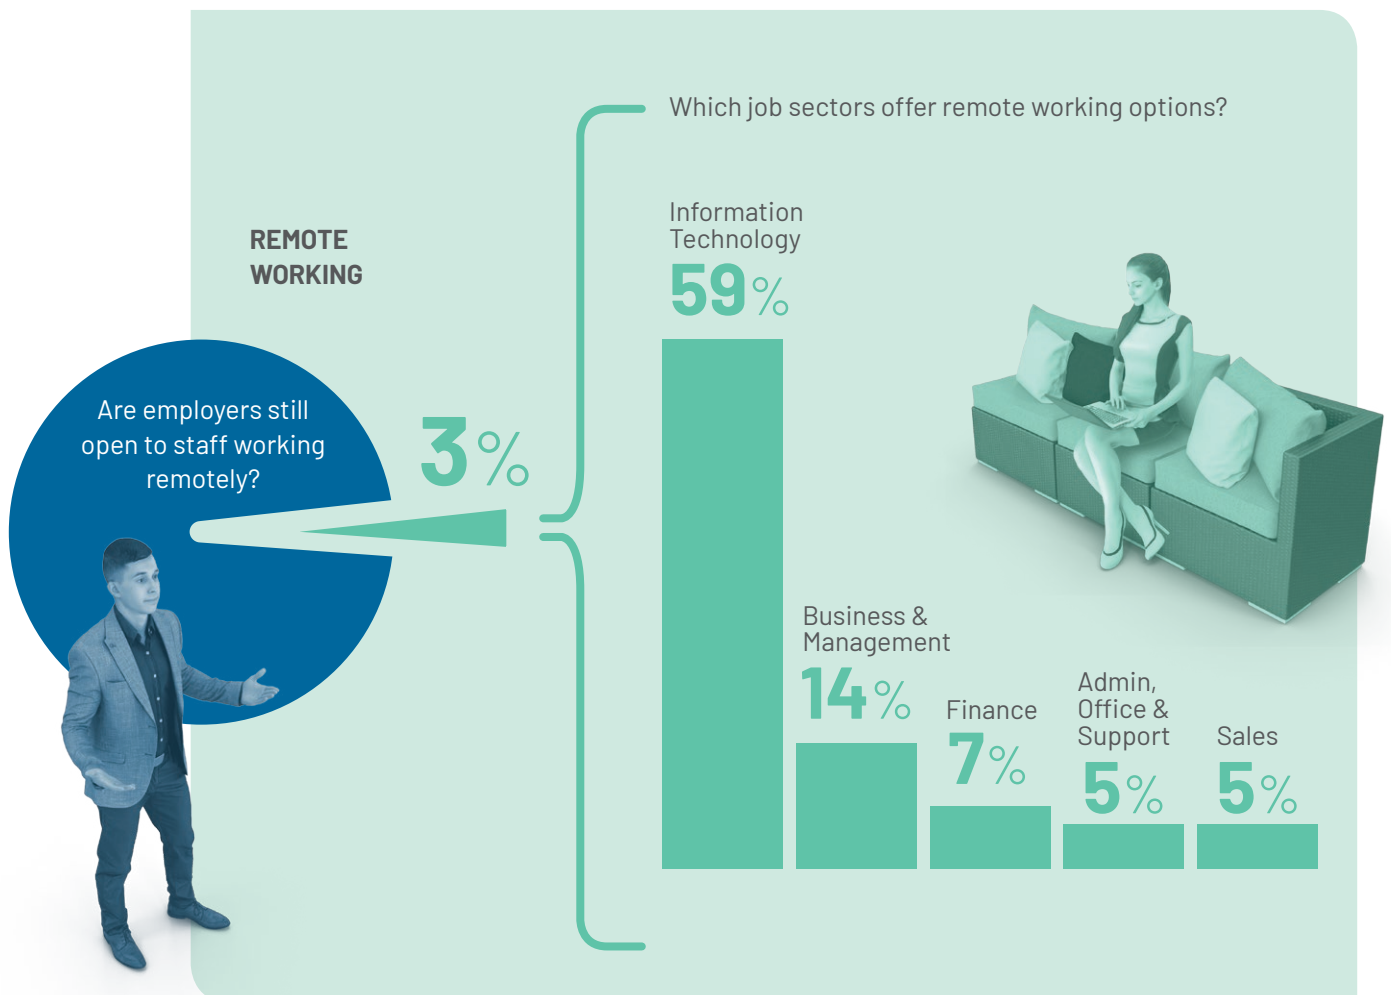 Which job sectors offer remote working options?
REMOTE
WORKING
Are employers still
open to staff working
remotely?
3%
Information
Technology
59%
Business &
Management
14%
Finance
7%
Admin,
Office &
Support
5%
Sales
5%